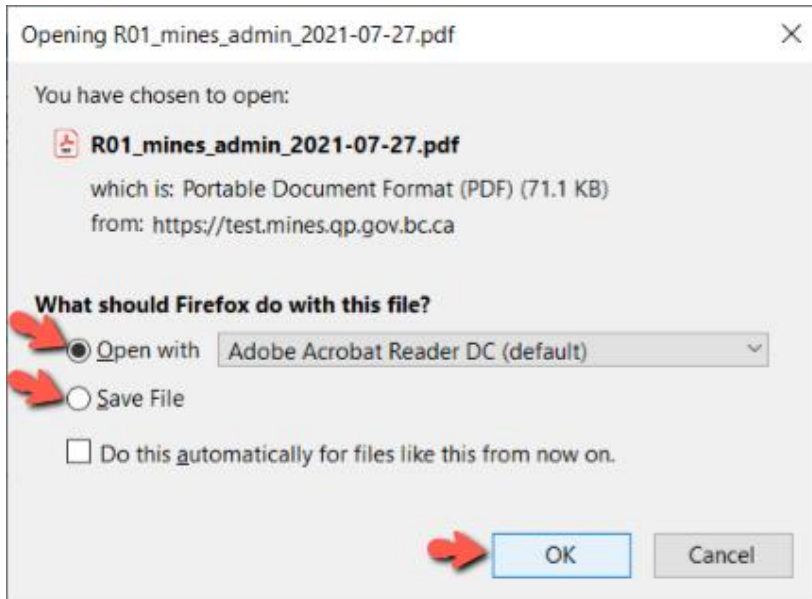 Opening R01_mines_admin_2021-07-27.pdf
You have chosen to open:
R01_mines_admin_2021-07-27.pdf
which is: Portable Document Format (PDF) (71.1 KB)
from: https://test.mines.qp.gov.bc.ca
What should Firefox do with this file?
Open with Adobe Acrobat Reader DC (default)
Save File
Do this automatically for files like this from now on.
OK Cancel